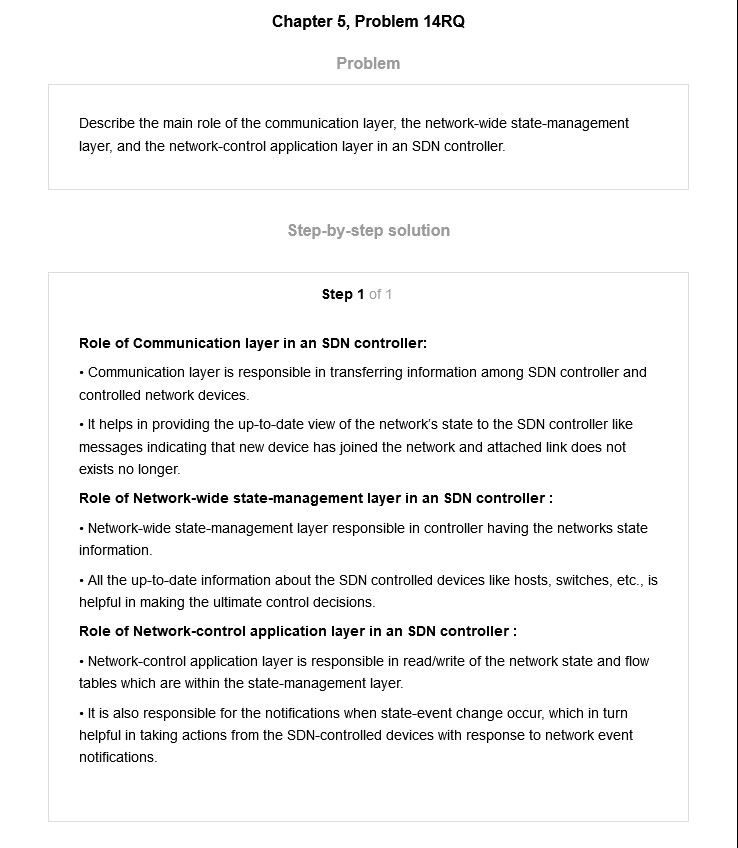 Chapter 5, Problem 14RQ
Problem
Describe the main role of the communication layer, the network-wide state-management
layer, and the network-control application layer in an SDN controller.
Step-by-step solution
Step 1 of 1
Role of Communication layer in an SDN controller:
• Communication layer is responsible in transferring information among SDN controller and
controlled network devices.
• It helps in providing the up-to-date view of the network's state to the SDN controller like
messages indicating that new device has joined the network and attached link does not
exists no longer.
Role of Network-wide state-management layer in an SDN controller :
• Network-wide state-management layer responsible in controller having the networks state
information.
• All the up-to-date information about the SDN controlled devices like hosts, switches, etc., is
helpful in making the ultimate control decisions.
Role of Network-control application layer in an SDN controller :
• Network-control application layer is responsible in read/write of the network state and flow
tables which are within the state-management layer.
• It is also responsible for the notifications when state-event change occur, which in turn
helpful in taking actions from the SDN-controlled devices with response to network event
notifications.